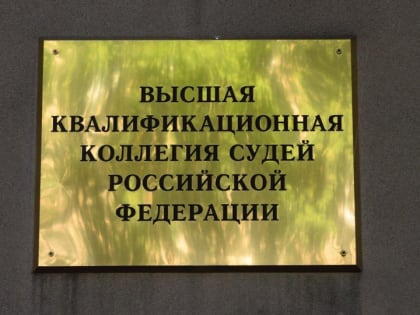 ВЫСШАЯ
КВАЛИФИКАЦИОННАЯ
КОЛЛЕГИЯ СУДЕЙ
РОССИЙСКОЙ
ФЕДЕРАЦИИ